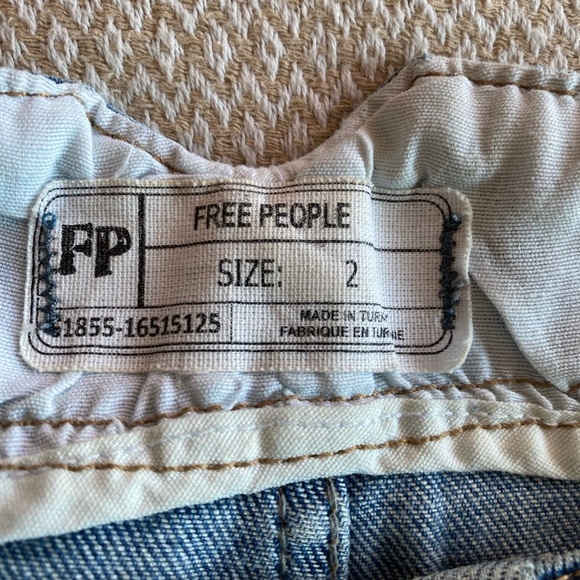 FP
FREE PEOPLE
SIZE: 2
1855-16515125
MADE IN
FABRIQUE EN